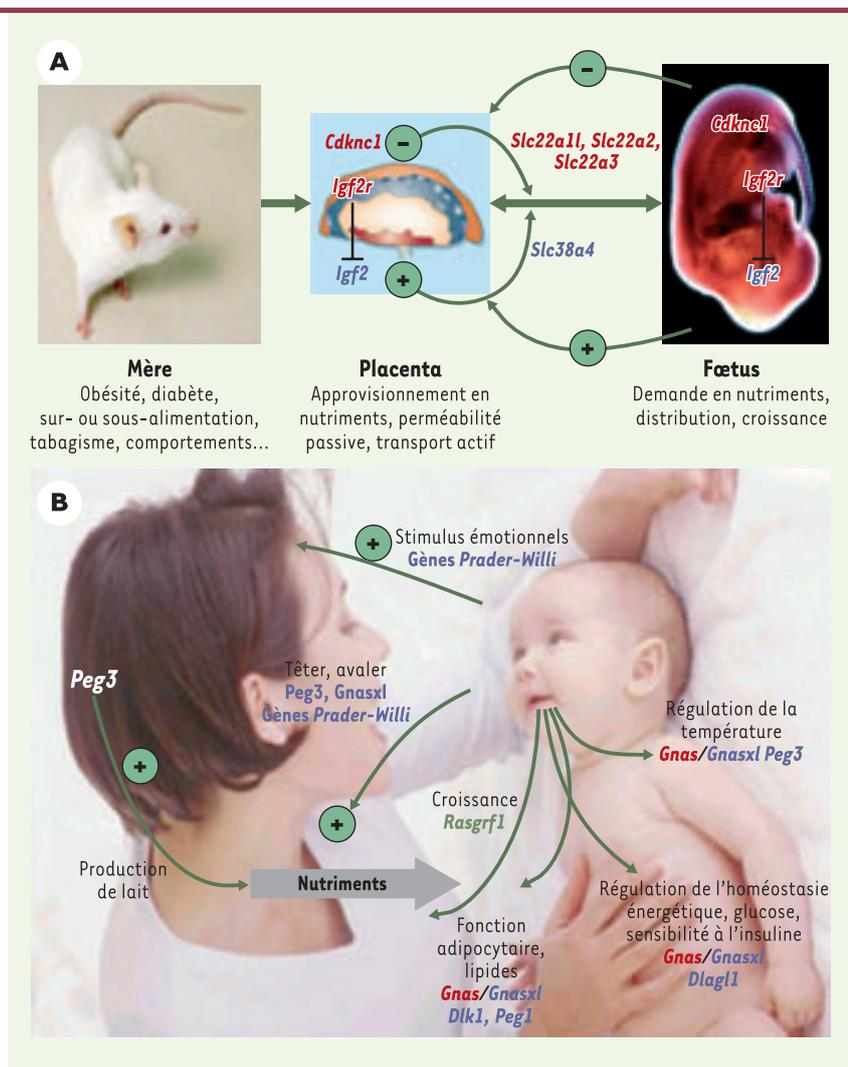 A
Cdknc1
−
−
Slc22a1l, Slc22a2,
Slc22a3
Cdknc1
Igf2r
Igf2r
Slc38a4
Igf2
Igf2
+
+
Mère
Obésité, diabète,
sur- ou sous-alimentation,
tabagisme, comportements...
Placenta
Approvisionnement en
nutriments, perméabilité
passive, transport actif
Fœtus
Demande en nutriments,
distribution, croissance
B
+
Stimulus émotionnels
Gènes Prader-Willi
Peg3
Têter, avaler
Peg3, Gnasxl
Gènes Prader-Willi
Régulation de la
température
Gnas/Gnasxl Peg3
+
+
Croissance
Rasgrf1
Production
de lait
Nutriments
Fonction
adipocytaire,
lipides
Gnas/Gnasxl
Dlk1, Peg1
Régulation de l'homéostasie
énergétique, glucose,
sensibilité à l'insuline
Gnas/Gnasxl
Dlagl1